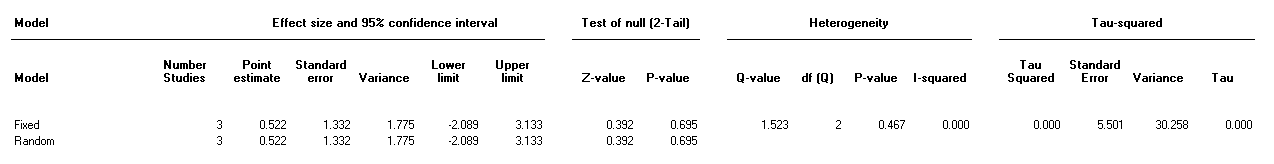 Model Effect size and 95% confidence interval Test of null (2-Tail) Heterogeneity Tau-squared
Number Point Standard Lower Upper Tau Standard
Model Studies estimate error Variance limit limit Z-value P-value Q-value df (Q) P-value I-squared Squared Error Variance Tau
Fixed 3 0.522 1.332 1.775 -2.089 3.133 0.392 0.695 1.523 2 0.467 0.000 0.000 5.501 30.258 0.000
Random 3 0.522 1.332 1.775 -2.089 3.133 0.392 0.695